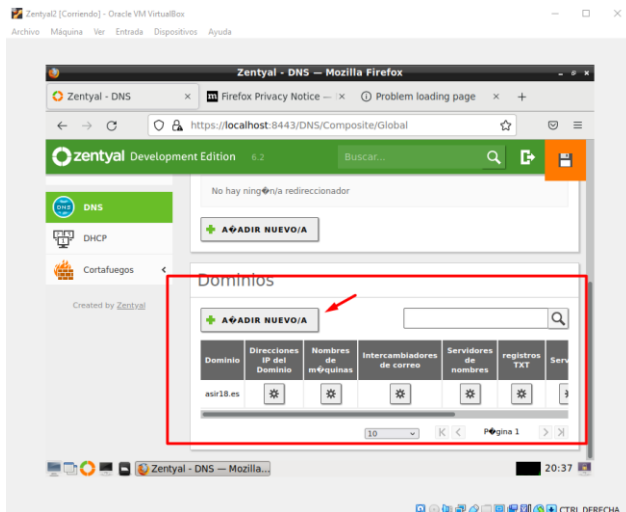 Zentyal2 [Corriendo] - Oracle VM VirtualBox
Archivo Máquina Ver Entrada Dispositivos Ayuda
Zentyal - DNS — Mozilla Firefox
Zentyal - DNS
Firefox Privacy Notice —
Problem loading page
https://localhost:8443/DNS/Composite/Global
zentyal Development Edition 6.2
Buscar...
No hay ning�n/a redireccionador
DNS
A�ADIR NUEVO/A
DHCP
Cortafuegos
Dominios
Created by Zentyal
A�ADIR NUEVO/A
Dominio Direcciones IP del Dominio Nombres de m�quinas Intercambiadores de correo Servidores de nombres registros TXT Serv
asir18.es
10 P�gina 1
Zentyal - DNS — Mozilla... 20:37
CTRL DERECHA